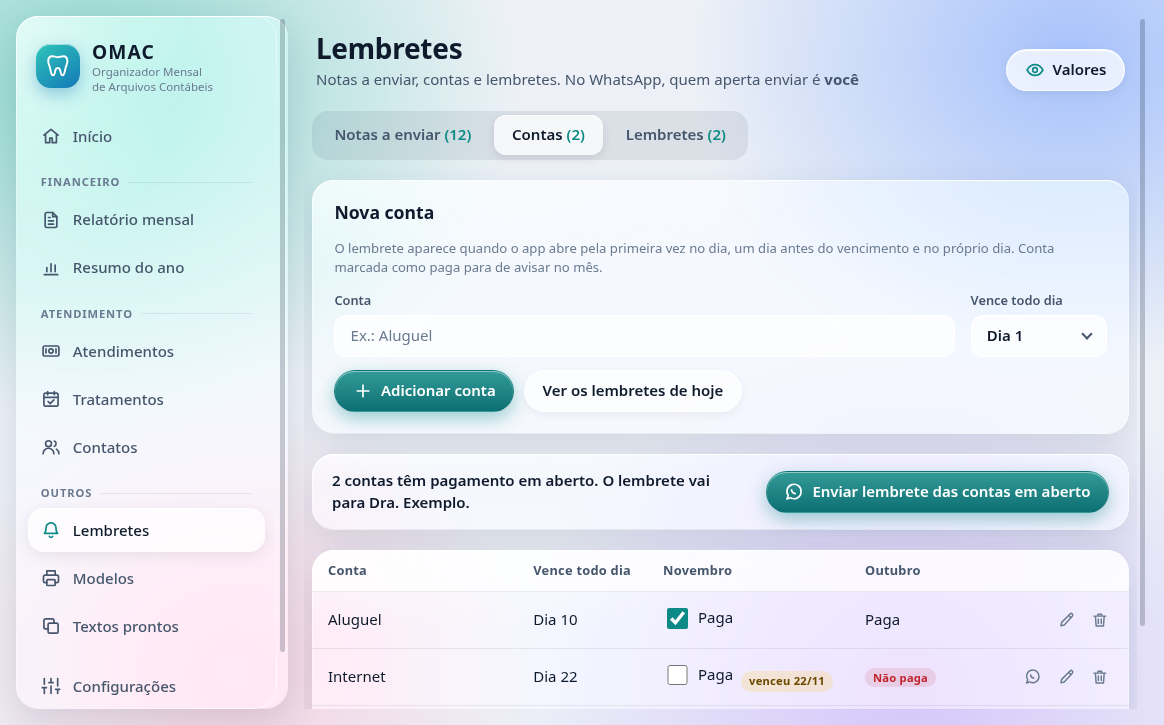 OMAC
Organizador Mensal
de Arquivos Contábeis
Início
FINANCEIRO
Relatório mensal
Resumo do ano
ATENDIMENTO
Atendimentos
Tratamentos
Contatos
OUTROS
Lembretes
Modelos
Textos prontos
Configurações
Lembretes
Notas a enviar, contas e lembretes. No WhatsApp, quem aperta enviar é você
Valores
Notas a enviar (12)
Contas (2)
Lembretes (2)
Nova conta
O lembrete aparece quando o app abre pela primeira vez no dia, um dia antes do vencimento e no próprio dia. Conta
marcada como paga para de avisar no mês.
Conta
Vence todo dia
Ex.: Aluguel
Dia 1
Adicionar conta
Ver os lembretes de hoje
2 contas têm pagamento em aberto. O lembrete vai
para Dra. Exemplo.
Enviar lembrete das contas em aberto
Conta Vence todo dia Novembro Outubro
Aluguel Dia 10 Paga Paga
Internet Dia 22 Paga venceu 22/11 Não paga